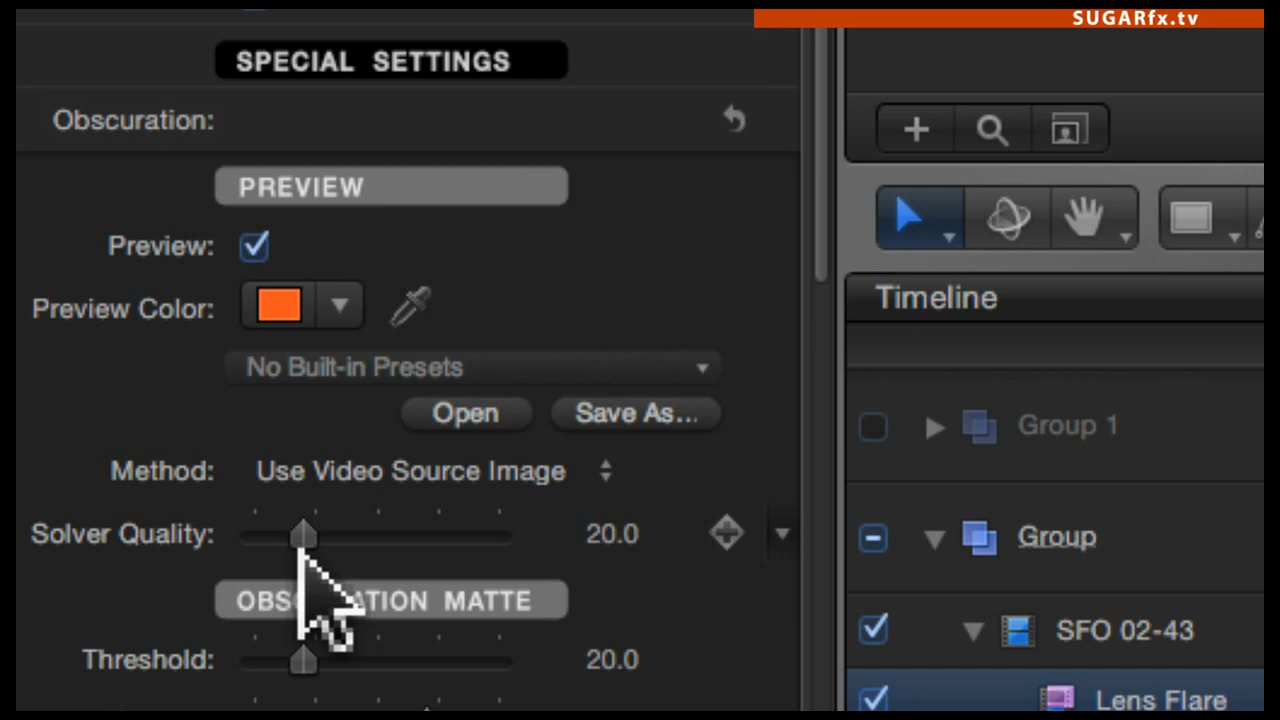 SUGARfx.tv
SPECIAL SETTINGS
Obscuration:
PREVIEW
Preview:
Preview Color:
No Built-in Presets
Open Save As...
Method: Use Video Source Image
Solver Quality: 20.0
MATTE
Threshold: 20.0
Timeline
Group 1
Group
SFO 02-43
Lens Flare